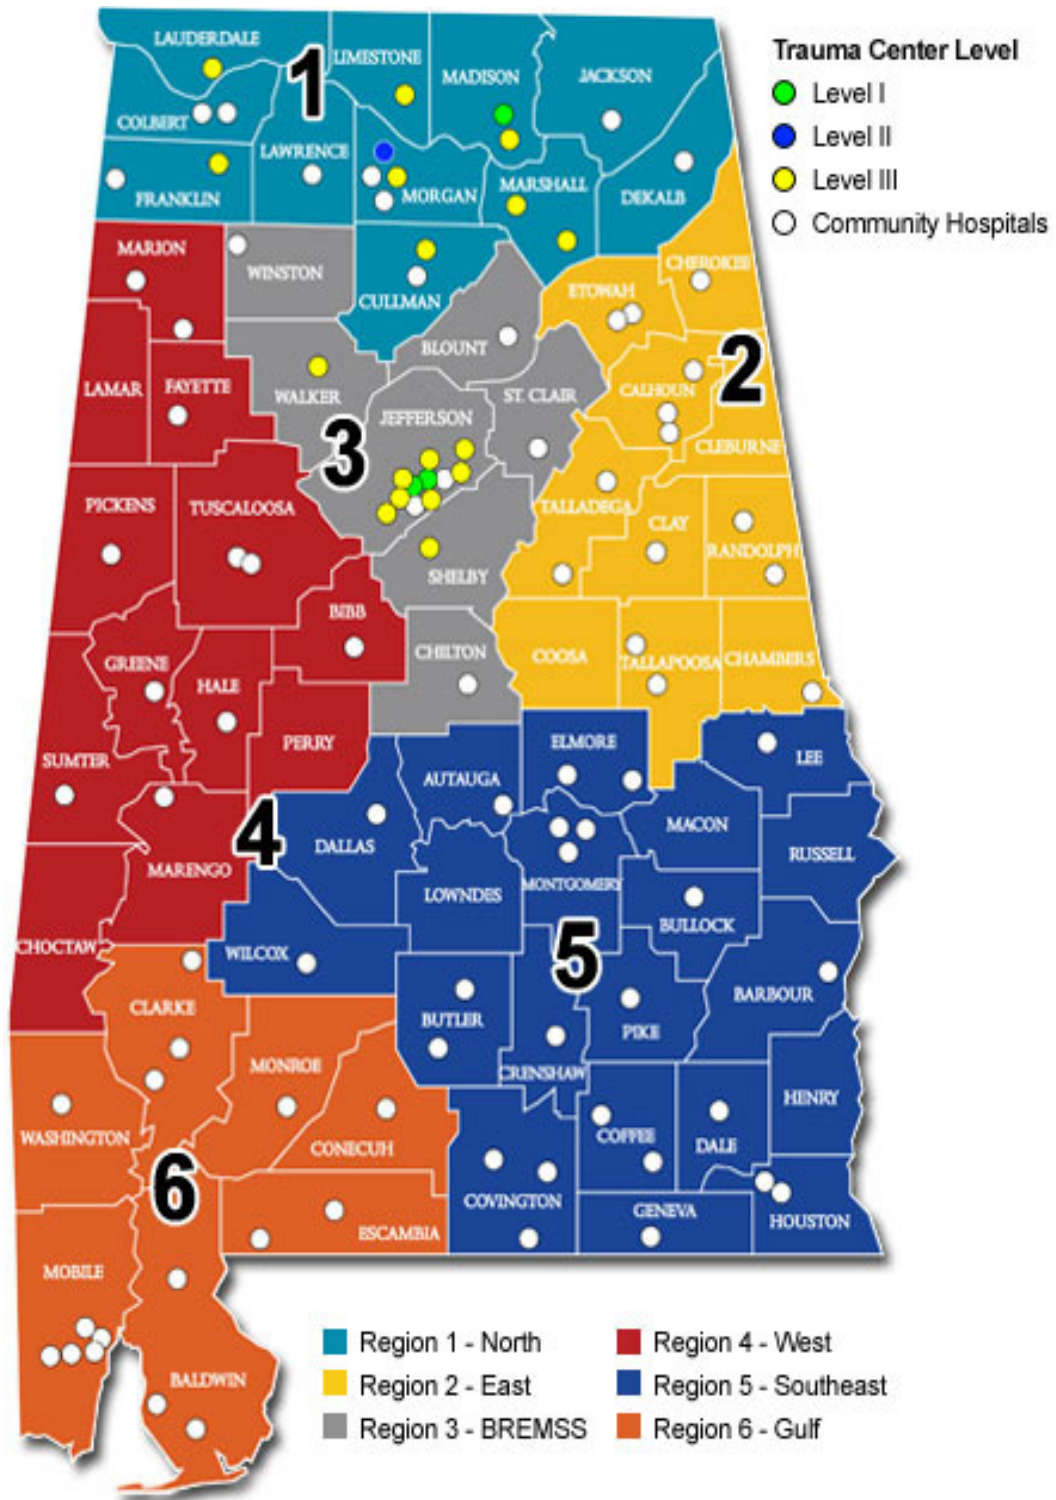 LAUDERDALE
LIMESTONE
MADISON
JACKSON
1
COLBERT
LAWRENCE
FRANKLIN
MORGAN
MARSHALL
DEKALB
Trauma Center Level
Level I
Level II
Level III
Community Hospitals
MARION
WINSTON
CULLMAN
ETOWAH
CHEROKEE
BLOUNT
2
LAMAR
FAYETTE
WALKER
JEFFERSON
ST. CLAIR
CALHOUN
CLEBURNE
3
PICKENS
TUSCALOOSA
TALLADEGA
CLAY
RANDOLPH
SHELBY
BIBB
GREENE
HALE
CHILTON
COOSA
TALLAPOOSA
CHAMBERS
SUMTER
PERRY
AUTAUGA
ELMORE
LEE
4
MARENGO
DALLAS
MACON
RUSSELL
LOWNDES
MONTGOMERY
BULLOCK
CHOCTAW
WILCOX
5
CLARKE
BUTLER
PIKE
BARBOUR
MONROE
CRENSHAW
HENRY
WASHINGTON
CONECUH
COFFEE
DALE
6
ESCAMBIA
COVINGTON
GENEVA
HOUSTON
MOBILE
BALDWIN
Region 1 - North
Region 2 - East
Region 3 - BREMSS
Region 4 - West
Region 5 - Southeast
Region 6 - Gulf